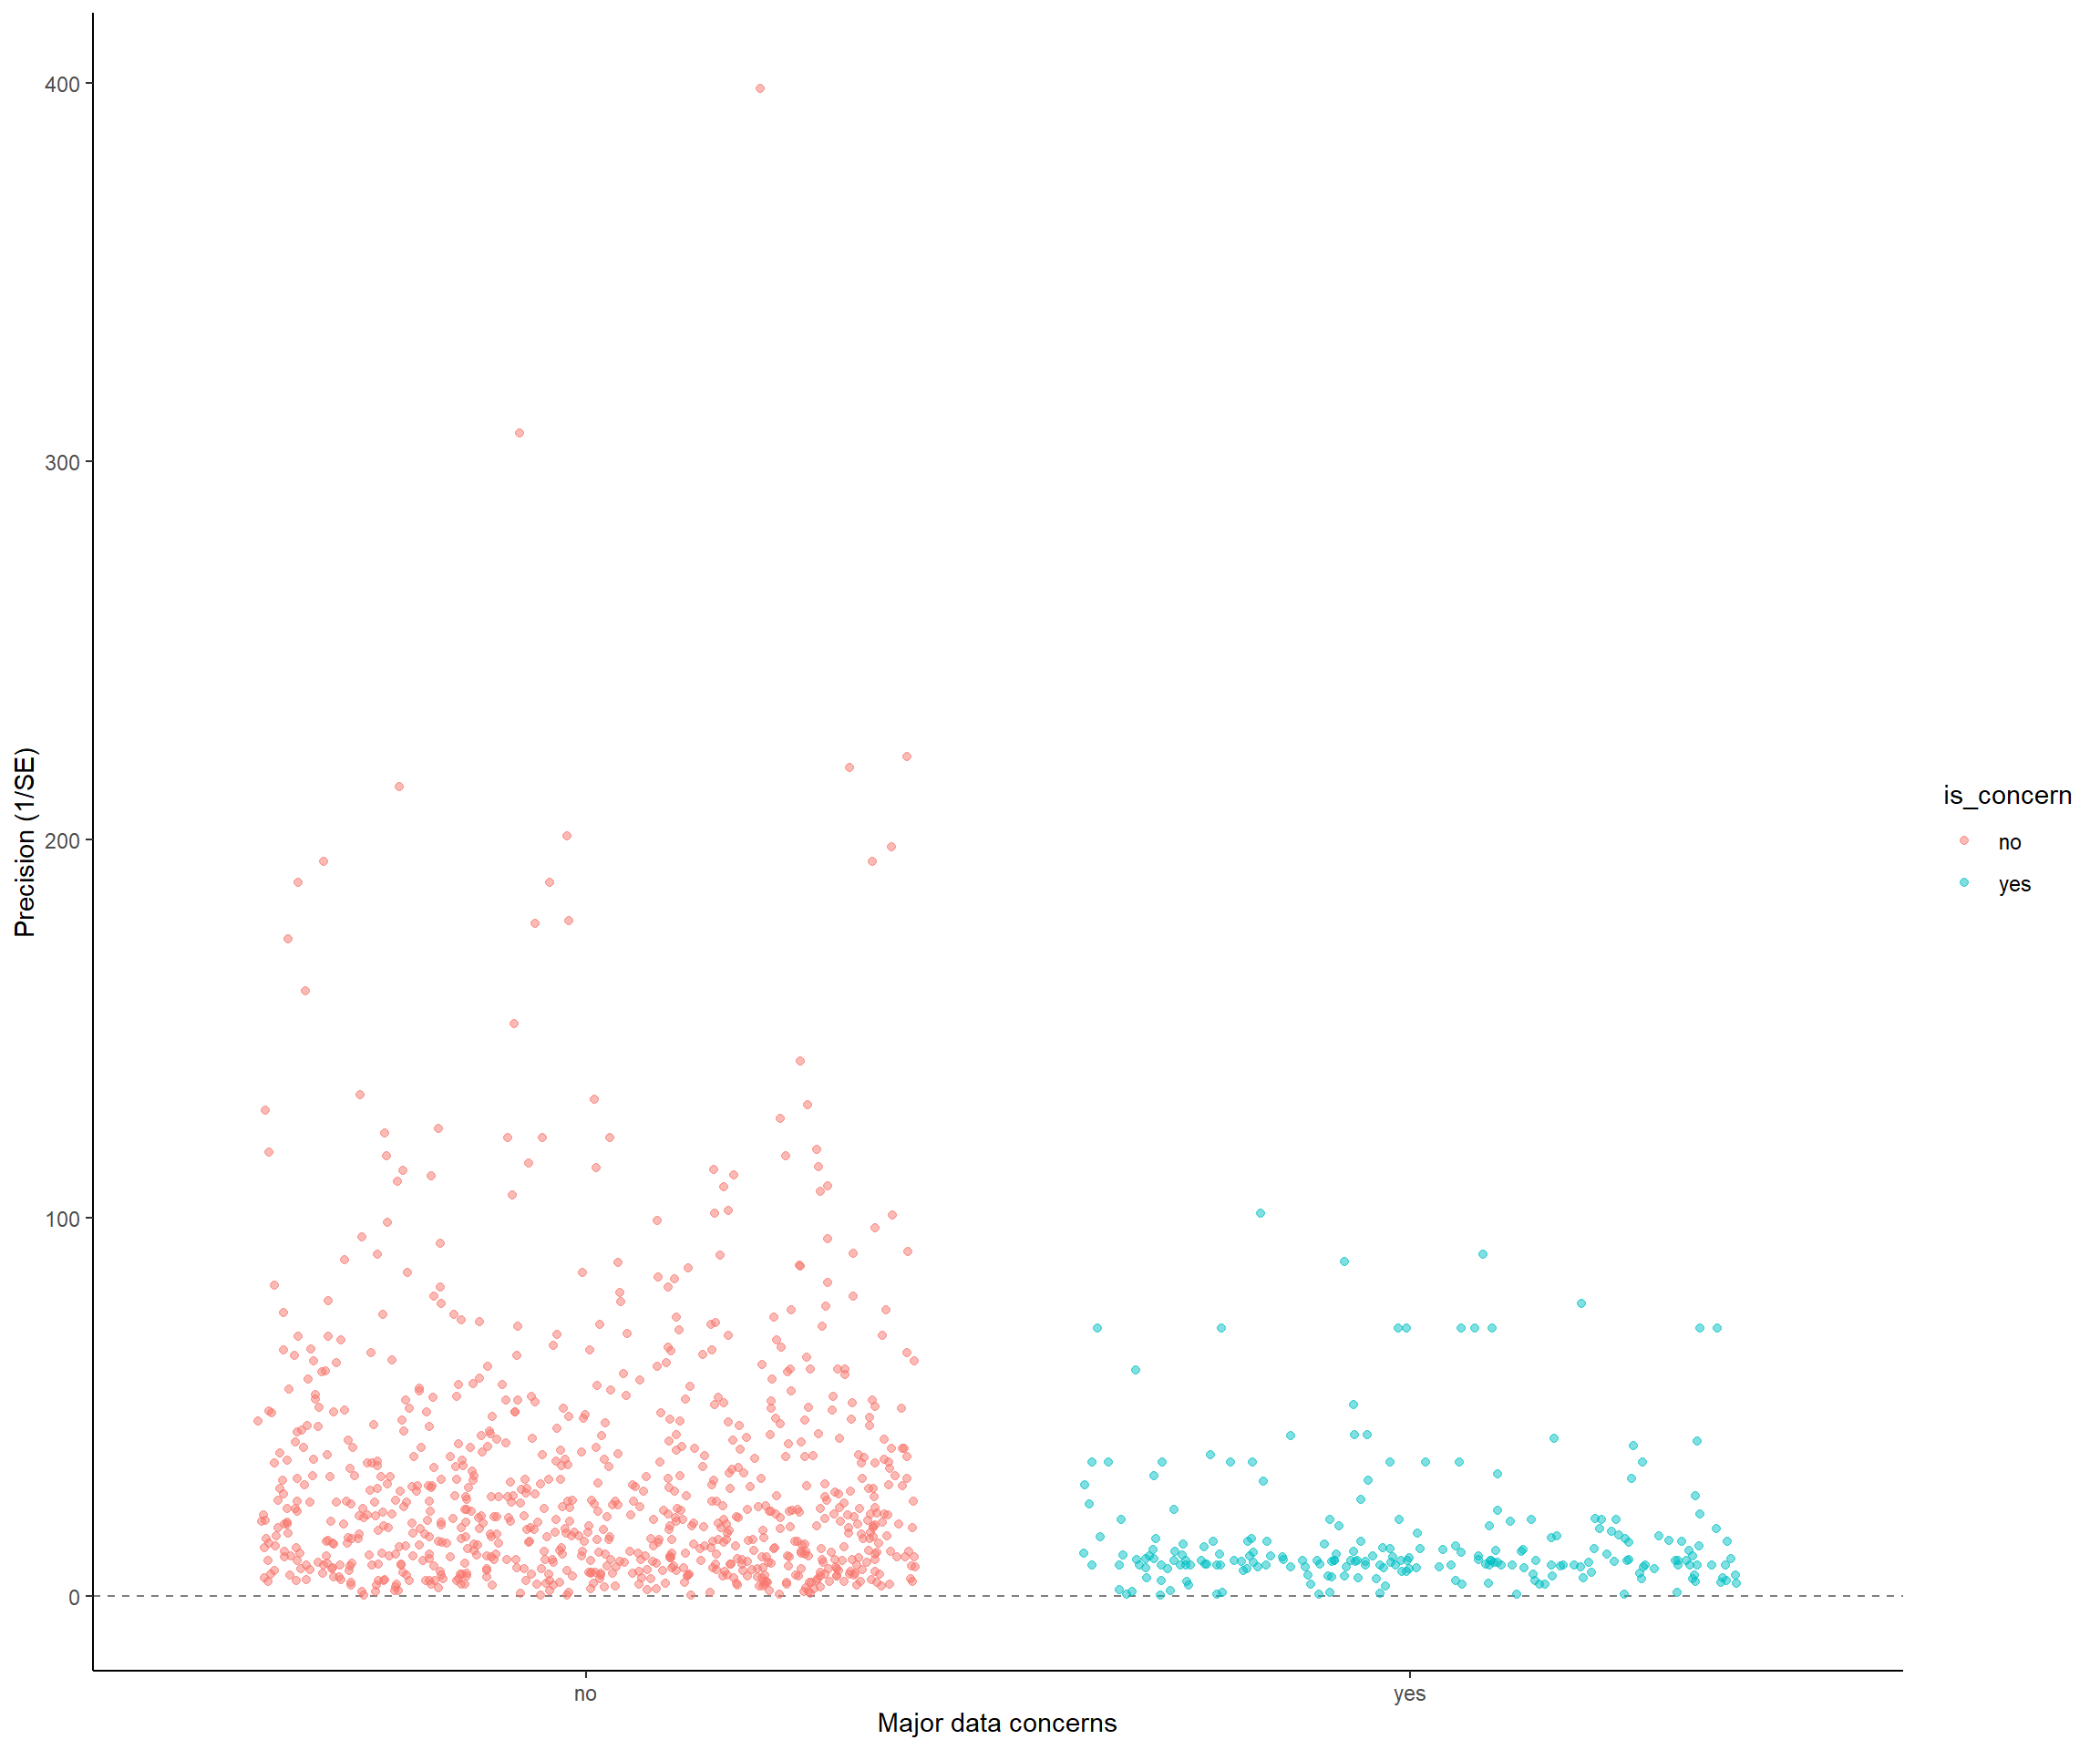 400
300
200
100
0
Precision (1/SE)
no
yes
Major data concerns
is_concern
no
yes